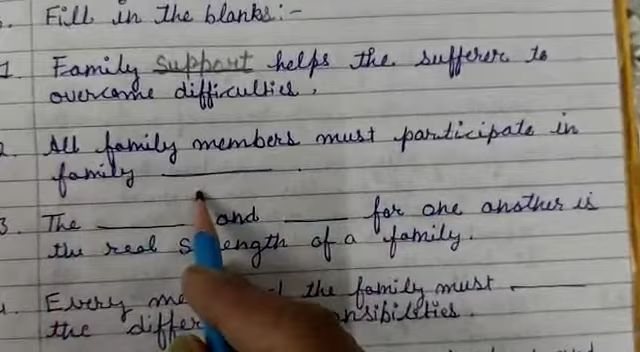 Fill in the blanks:-
1. Family support helps the sufferer to
overcome difficulties.
2. All family members must participate in
family ______ .
3. The ______ and ______ for one another is
the real strength of a family.
Every the family must ______
the